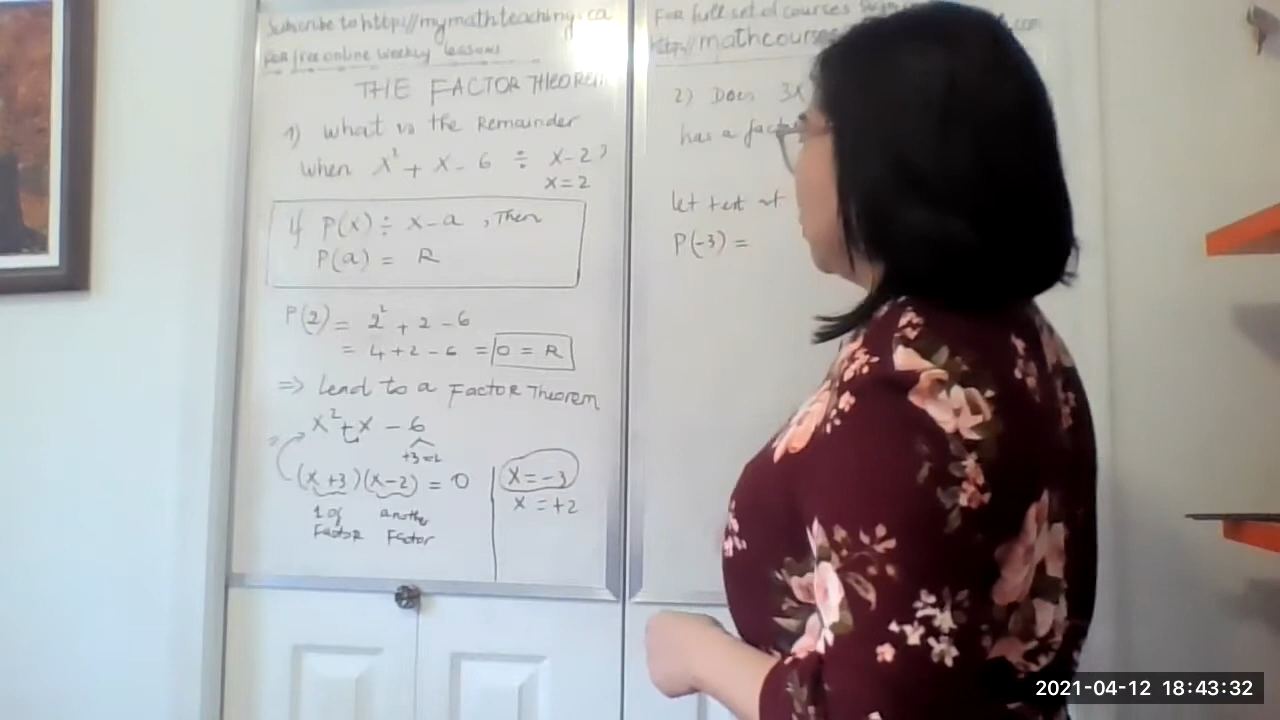 Subscribe to http://mymathteaching.ca
For free online weekly lessons
THE FACTOR THEOREM
1) What is the Remainder
when x² + x - 6 ÷ x-2?
x=2
If P(x) ÷ x-a, Then
P(a) = R
P(2) = 2² + 2 - 6
= 4+2-6 = 0 = R
=> Lead to a Factor Theorem
x² + x - 6
+3 -2
(x+3)(x-2) = 0
1 of another
Factor Factor
x = -3
x = +2
For full set of courses
http://mathcourses
com
2) Does 3x
has a fact
let test at
P(-3) =
2021-04-12 18:43:32